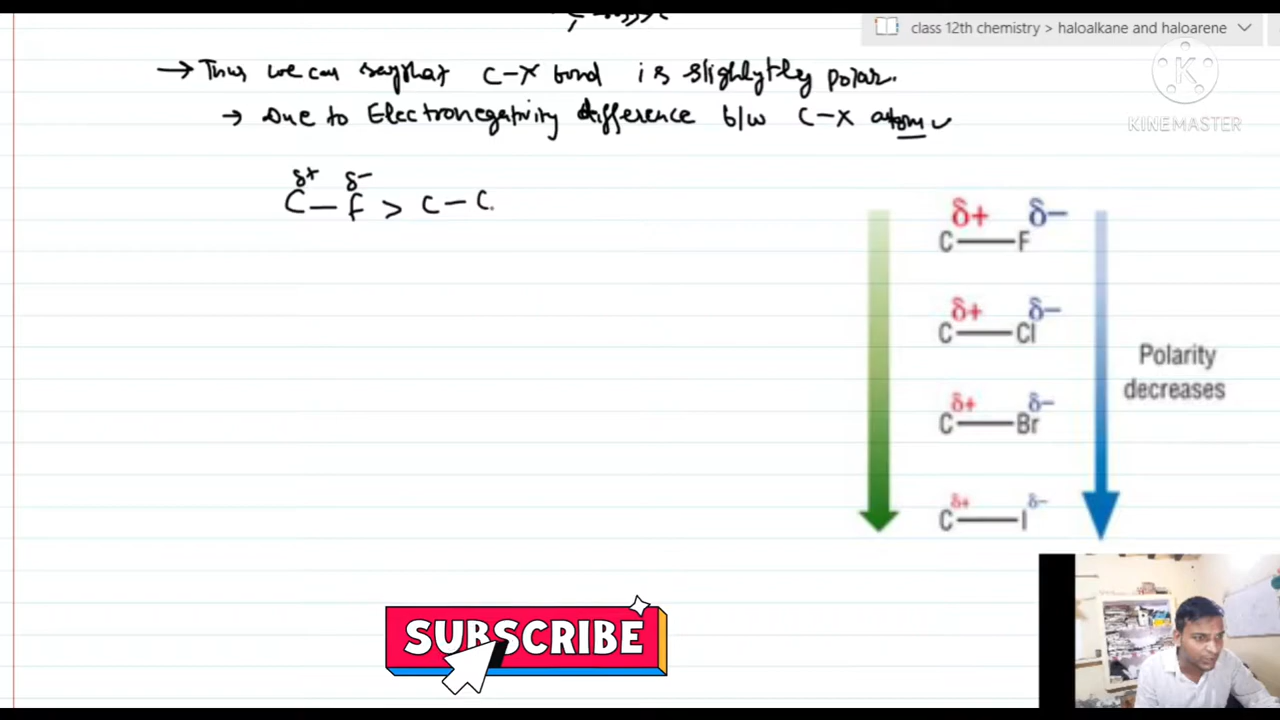 class 12th chemistry > haloalkane and haloarene
→ Thus we can say that C-X bond is slighlytly polar.
→ Due to Electronegativity difference b/w C-X atom
K
KINEMASTER
δ+ δ-
C - F > C - C
δ+ δ−
C—F
δ+ δ−
C—Cl
δ+ δ−
C—Br
δ+ δ−
C—I
Polarity
decreases
SUBSCRIBE